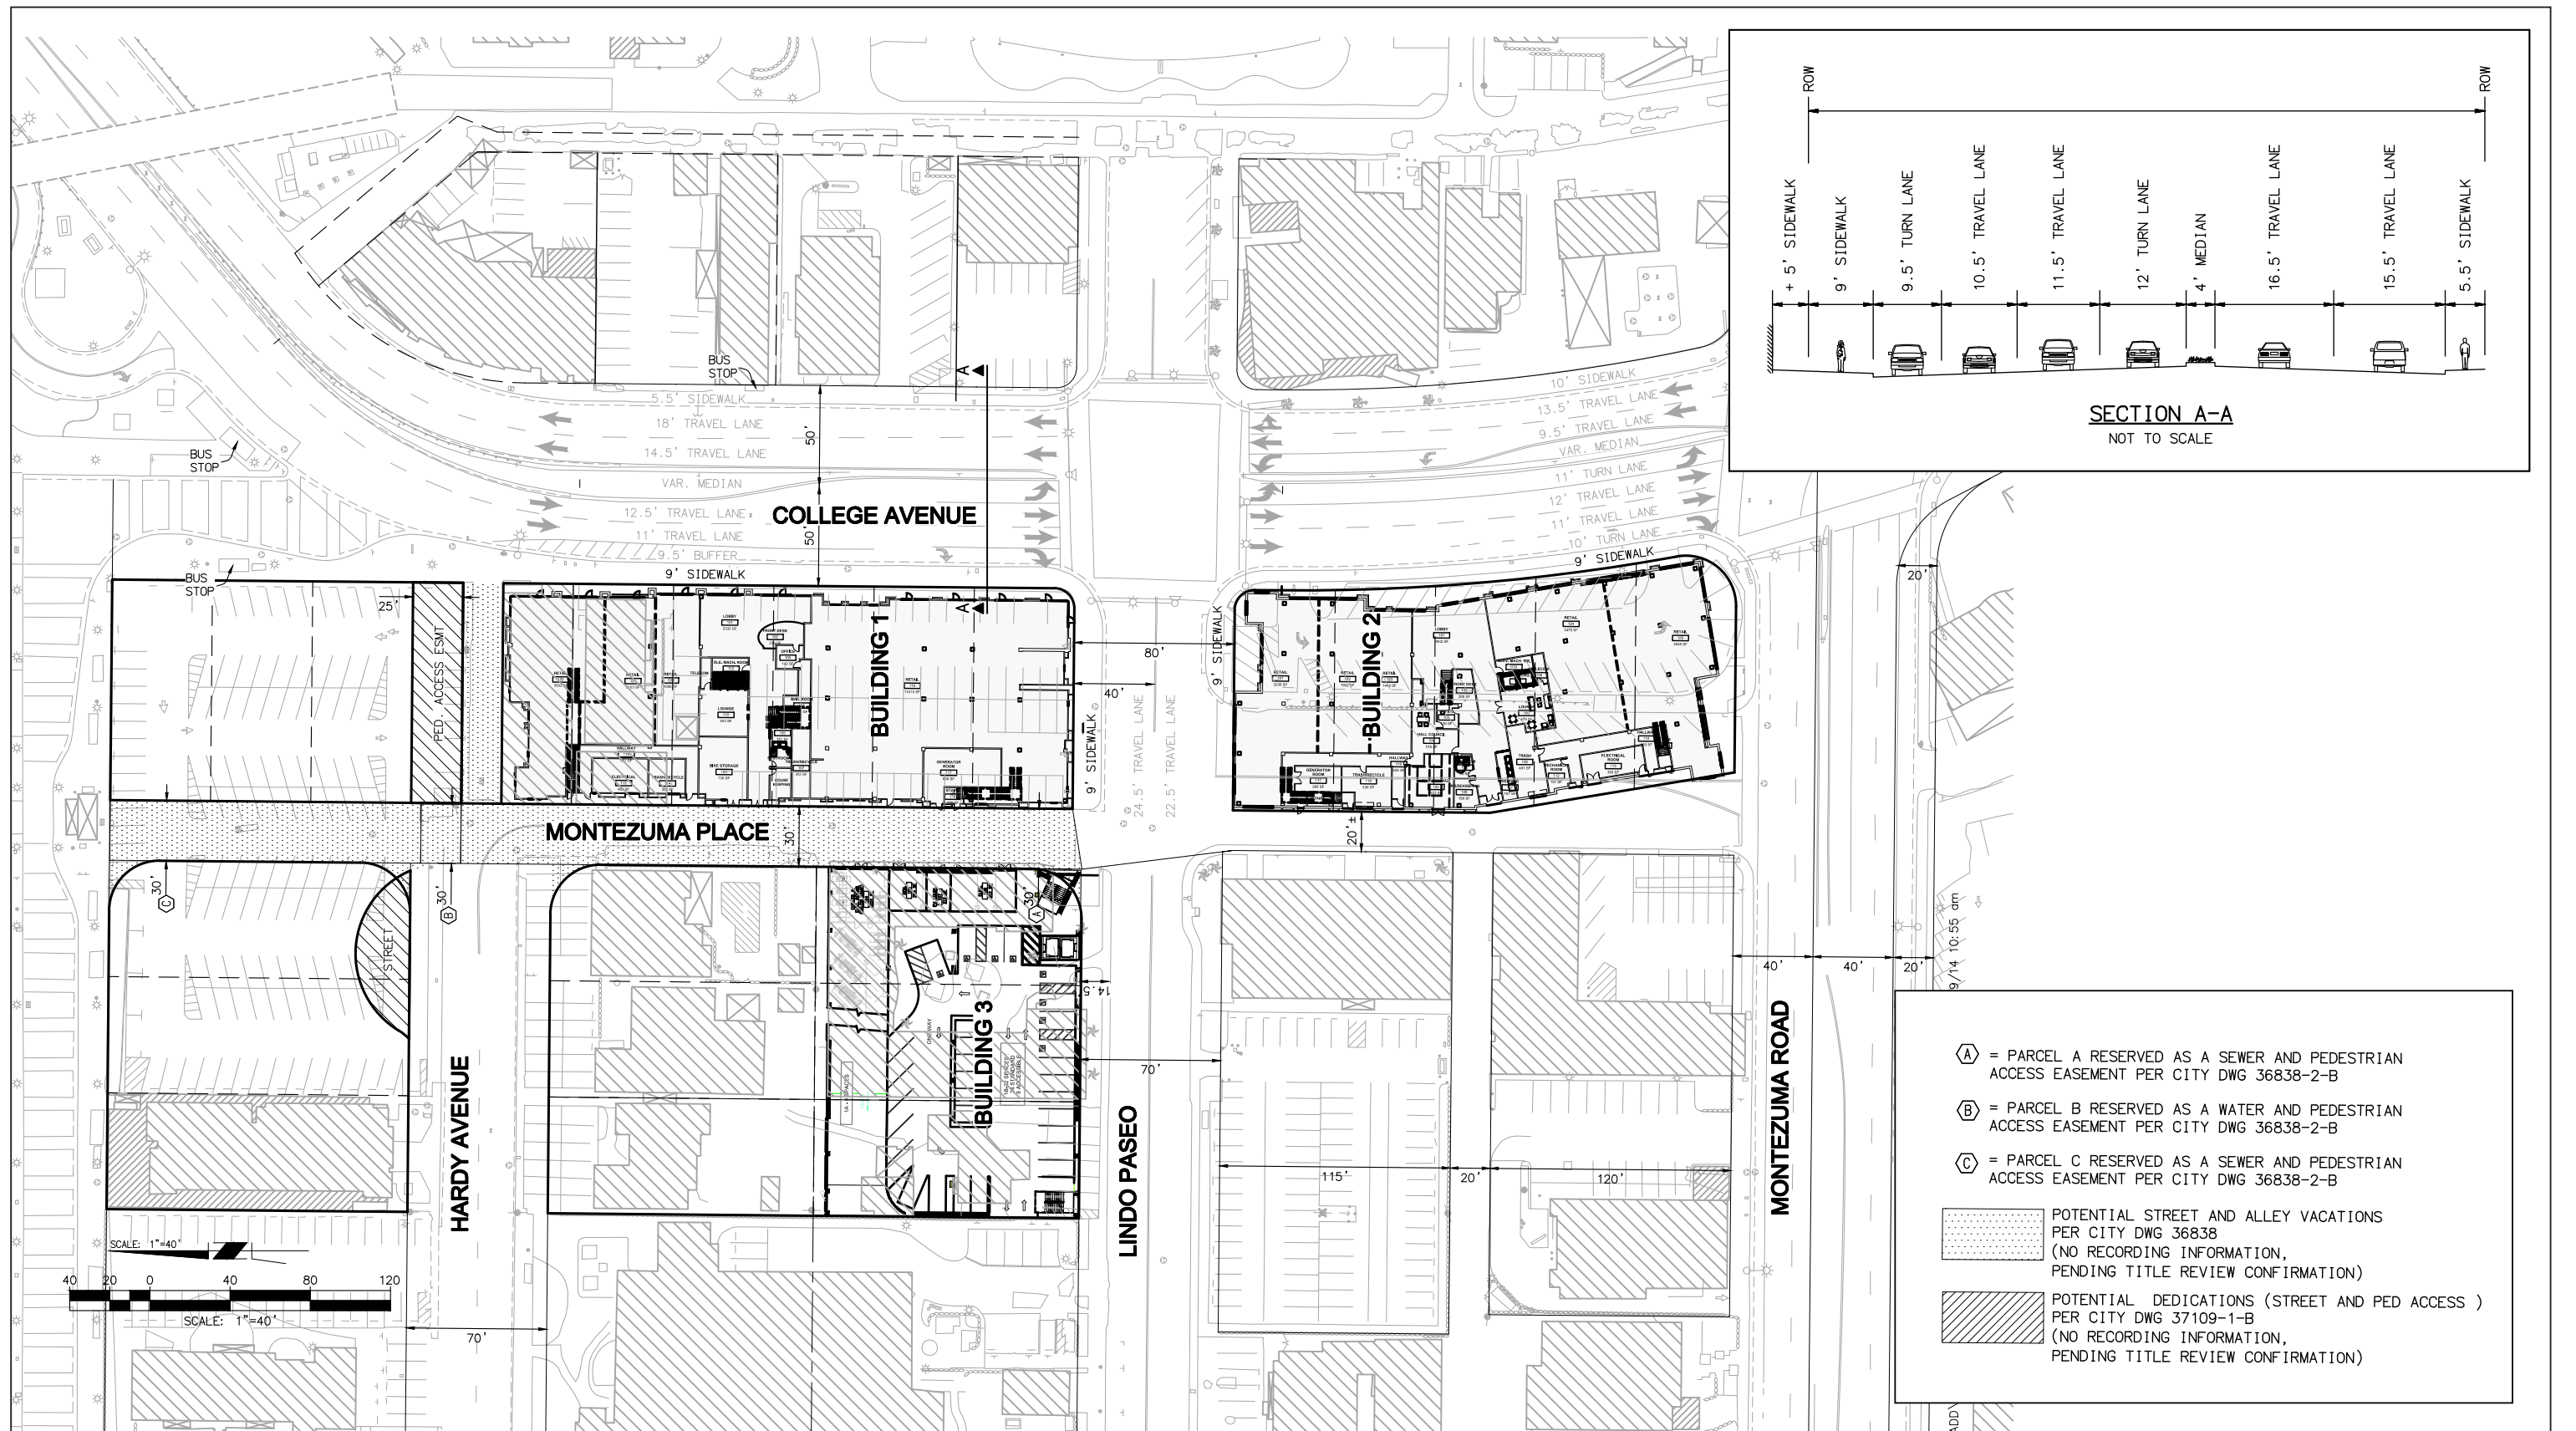 ROW
ROW
+ 5' SIDEWALK
9' SIDEWALK
9.5' TURN LANE
10.5' TRAVEL LANE
11.5' TRAVEL LANE
12' TURN LANE
4' MEDIAN
16.5' TRAVEL LANE
15.5' TRAVEL LANE
5.5' SIDEWALK
SECTION A-A
NOT TO SCALE
BUS
STOP
A
5.5' SIDEWALK
18' TRAVEL LANE
14.5' TRAVEL LANE
VAR. MEDIAN
50'
COLLEGE AVENUE
12.5' TRAVEL LANE
11' TRAVEL LANE
9.5' BUFFER
50'
9' SIDEWALK
10' SIDEWALK
13.5' TRAVEL LANE
9.5' TRAVEL LANE
VAR. MEDIAN
11' TURN LANE
12' TRAVEL LANE
11' TRAVEL LANE
10' TURN LANE
9' SIDEWALK
BUS
STOP
BUS
STOP
25'
PED. ACCESS ESMT
BUILDING 1
A
80'
40'
9' SIDEWALK
9' SIDEWALK
24.5' TRAVEL LANE
22.5' TRAVEL LANE
BUILDING 2
20'
MONTEZUMA PLACE
30'
20'±
30'
C
30'
B
30'
A
STREET
14.5'
ONEWAY
BUILDING 3
70'
40'
40'
20'
9/14 10:55 am
HARDY AVENUE
LINDO PASEO
MONTEZUMA ROAD
115'
20'
120'
70'
SCALE: 1"=40'
40 20 0 40 80 120
SCALE: 1"=40'
A = PARCEL A RESERVED AS A SEWER AND PEDESTRIAN
ACCESS EASEMENT PER CITY DWG 36838-2-B
B = PARCEL B RESERVED AS A WATER AND PEDESTRIAN
ACCESS EASEMENT PER CITY DWG 36838-2-B
C = PARCEL C RESERVED AS A SEWER AND PEDESTRIAN
ACCESS EASEMENT PER CITY DWG 36838-2-B
POTENTIAL STREET AND ALLEY VACATIONS
PER CITY DWG 36838
(NO RECORDING INFORMATION,
PENDING TITLE REVIEW CONFIRMATION)
POTENTIAL DEDICATIONS (STREET AND PED ACCESS )
PER CITY DWG 37109-1-B
(NO RECORDING INFORMATION,
PENDING TITLE REVIEW CONFIRMATION)